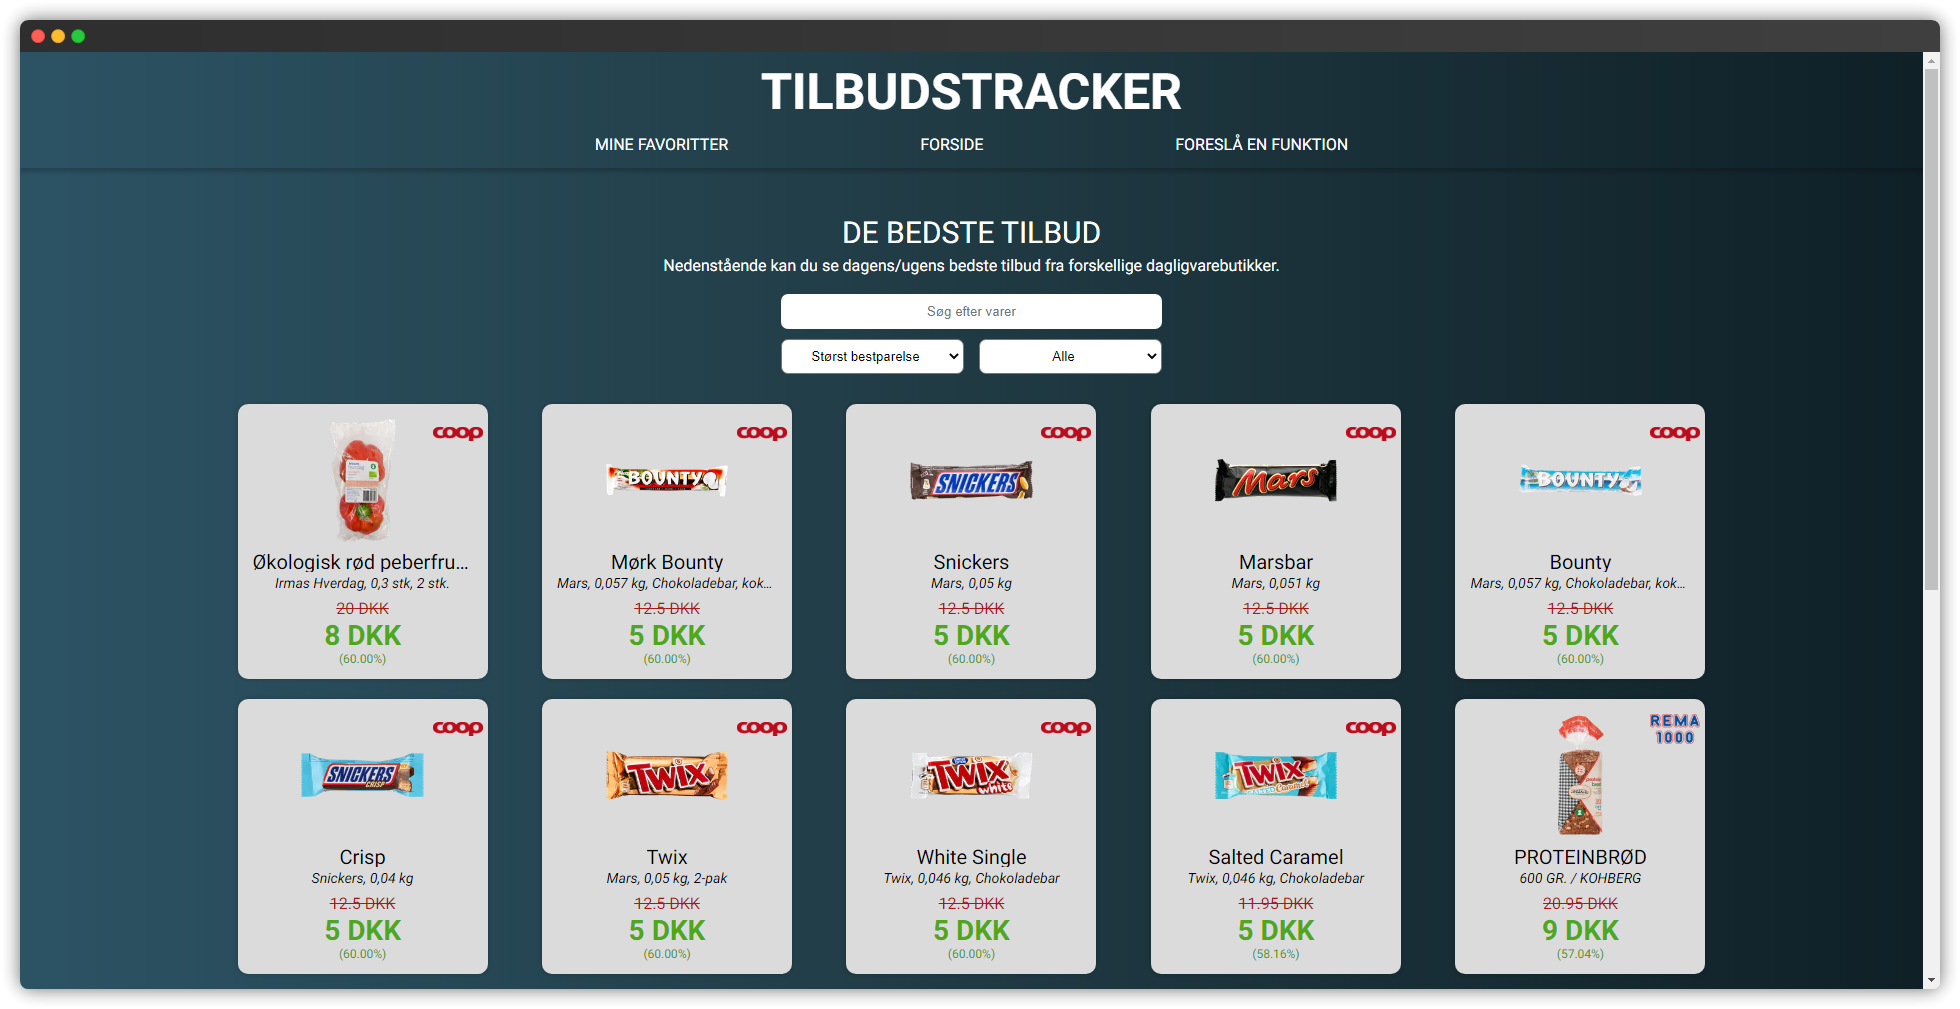 TILBUDSTRACKER
MINE FAVORITTER FORSIDE FORESLÅ EN FUNKTION
DE BEDSTE TILBUD
Nedenstående kan du se dagens/ugens bedste tilbud fra forskellige dagligvarebutikker.
Søg efter varer
Størst bestparelse Alle
coop
Økologisk rød peberfru...
Irmas Hverdag, 0,3 stk, 2 stk.
20 DKK
8 DKK
(60.00%)
coop
BOUNTY
Mørk Bounty
Mars, 0,057 kg, Chokoladebar, kok...
12.5 DKK
5 DKK
(60.00%)
coop
SNICKERS
Snickers
Mars, 0,05 kg
12.5 DKK
5 DKK
(60.00%)
coop
Mars
Marsbar
Mars, 0,051 kg
12.5 DKK
5 DKK
(60.00%)
coop
BOUNTY
Bounty
Mars, 0,057 kg, Chokoladebar, kok...
12.5 DKK
5 DKK
(60.00%)
coop
SNICKERS
CRISP
Crisp
Snickers, 0,04 kg
12.5 DKK
5 DKK
(60.00%)
coop
TWIX
Twix
Mars, 0,05 kg, 2-pak
12.5 DKK
5 DKK
(60.00%)
coop
TWIX
white
White Single
Twix, 0,046 kg, Chokoladebar
12.5 DKK
5 DKK
(60.00%)
coop
TWIX
Caramel
Salted Caramel
Twix, 0,046 kg, Chokoladebar
11.95 DKK
5 DKK
(58.16%)
REMA
1000
PROTEINBRØD
600 GR. / KOHBERG
20.95 DKK
9 DKK
(57.04%)